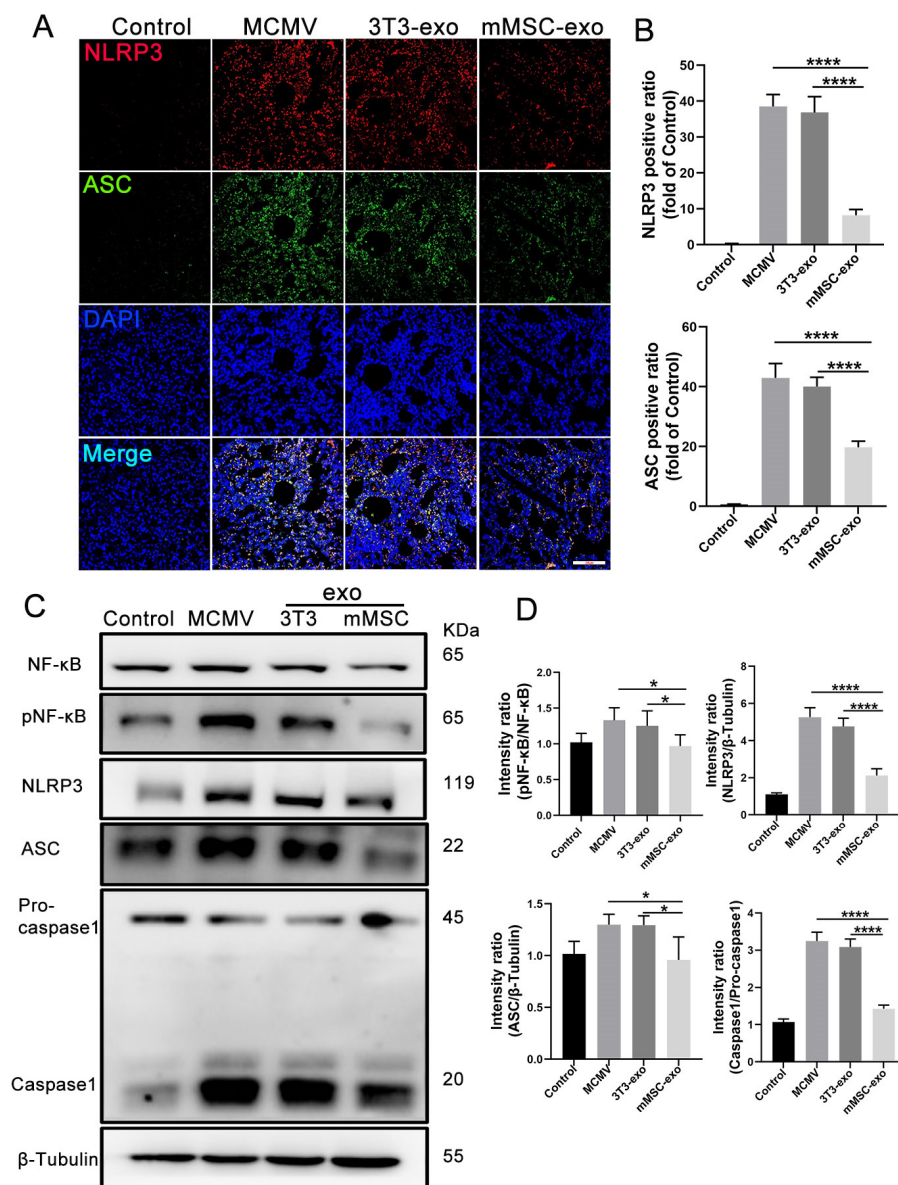 A
Control MCMV 3T3-exo mMSC-exo
NLRP3
ASC
DAPI
Merge
B
NLRP3 positive ratio
(fold of Control)
50
40
30
20
10
0
****
****
Control MCMV 3T3-exo mMSC-exo
ASC positive ratio
(fold of Control)
60
40
20
0
****
****
Control MCMV 3T3-exo mMSC-exo
C
exo
Control MCMV 3T3 mMSC
KDa
NF-κB 65
pNF-κB 65
NLRP3 119
ASC 22
Pro-
caspase1 45
Caspase1 20
β-Tubulin 55
D
Intensity ratio
(pNF-κB/NF-κB)
2.0
1.5
1.0
0.5
0.0
*
*
Control MCMV 3T3-exo mMSC-exo
Intensity ratio
(NLRP3/β-Tubulin)
8
6
4
2
0
****
****
Control MCMV 3T3-exo mMSC-exo
Intensity ratio
(ASC/β-Tubulin)
1.5
1.0
0.5
0.0
*
*
Control MCMV 3T3-exo mMSC-exo
Intensity ratio
(Caspase1/Pro-caspase1)
4
3
2
1
0
****
****
Control MCMV 3T3-exo mMSC-exo